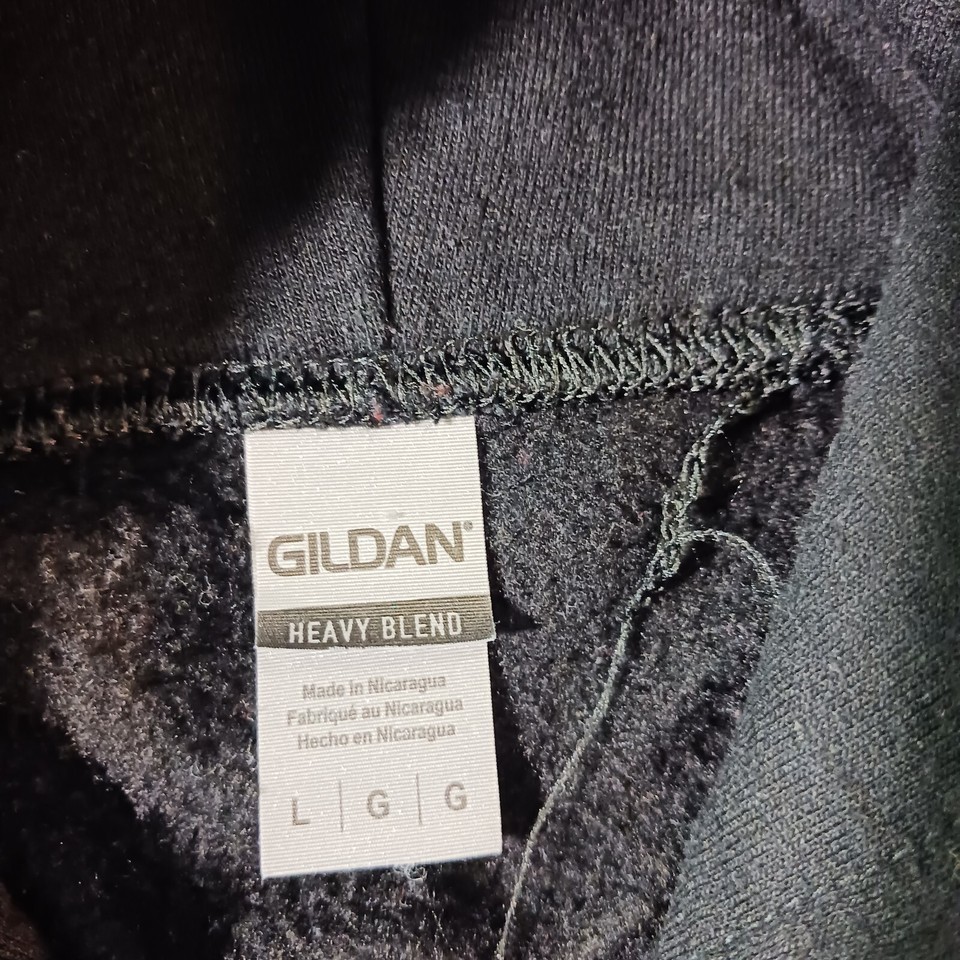 GILDAN®
HEAVY BLEND
Made in Nicaragua
Fabriqué au Nicaragua
Hecho en Nicaragua
L | G | G